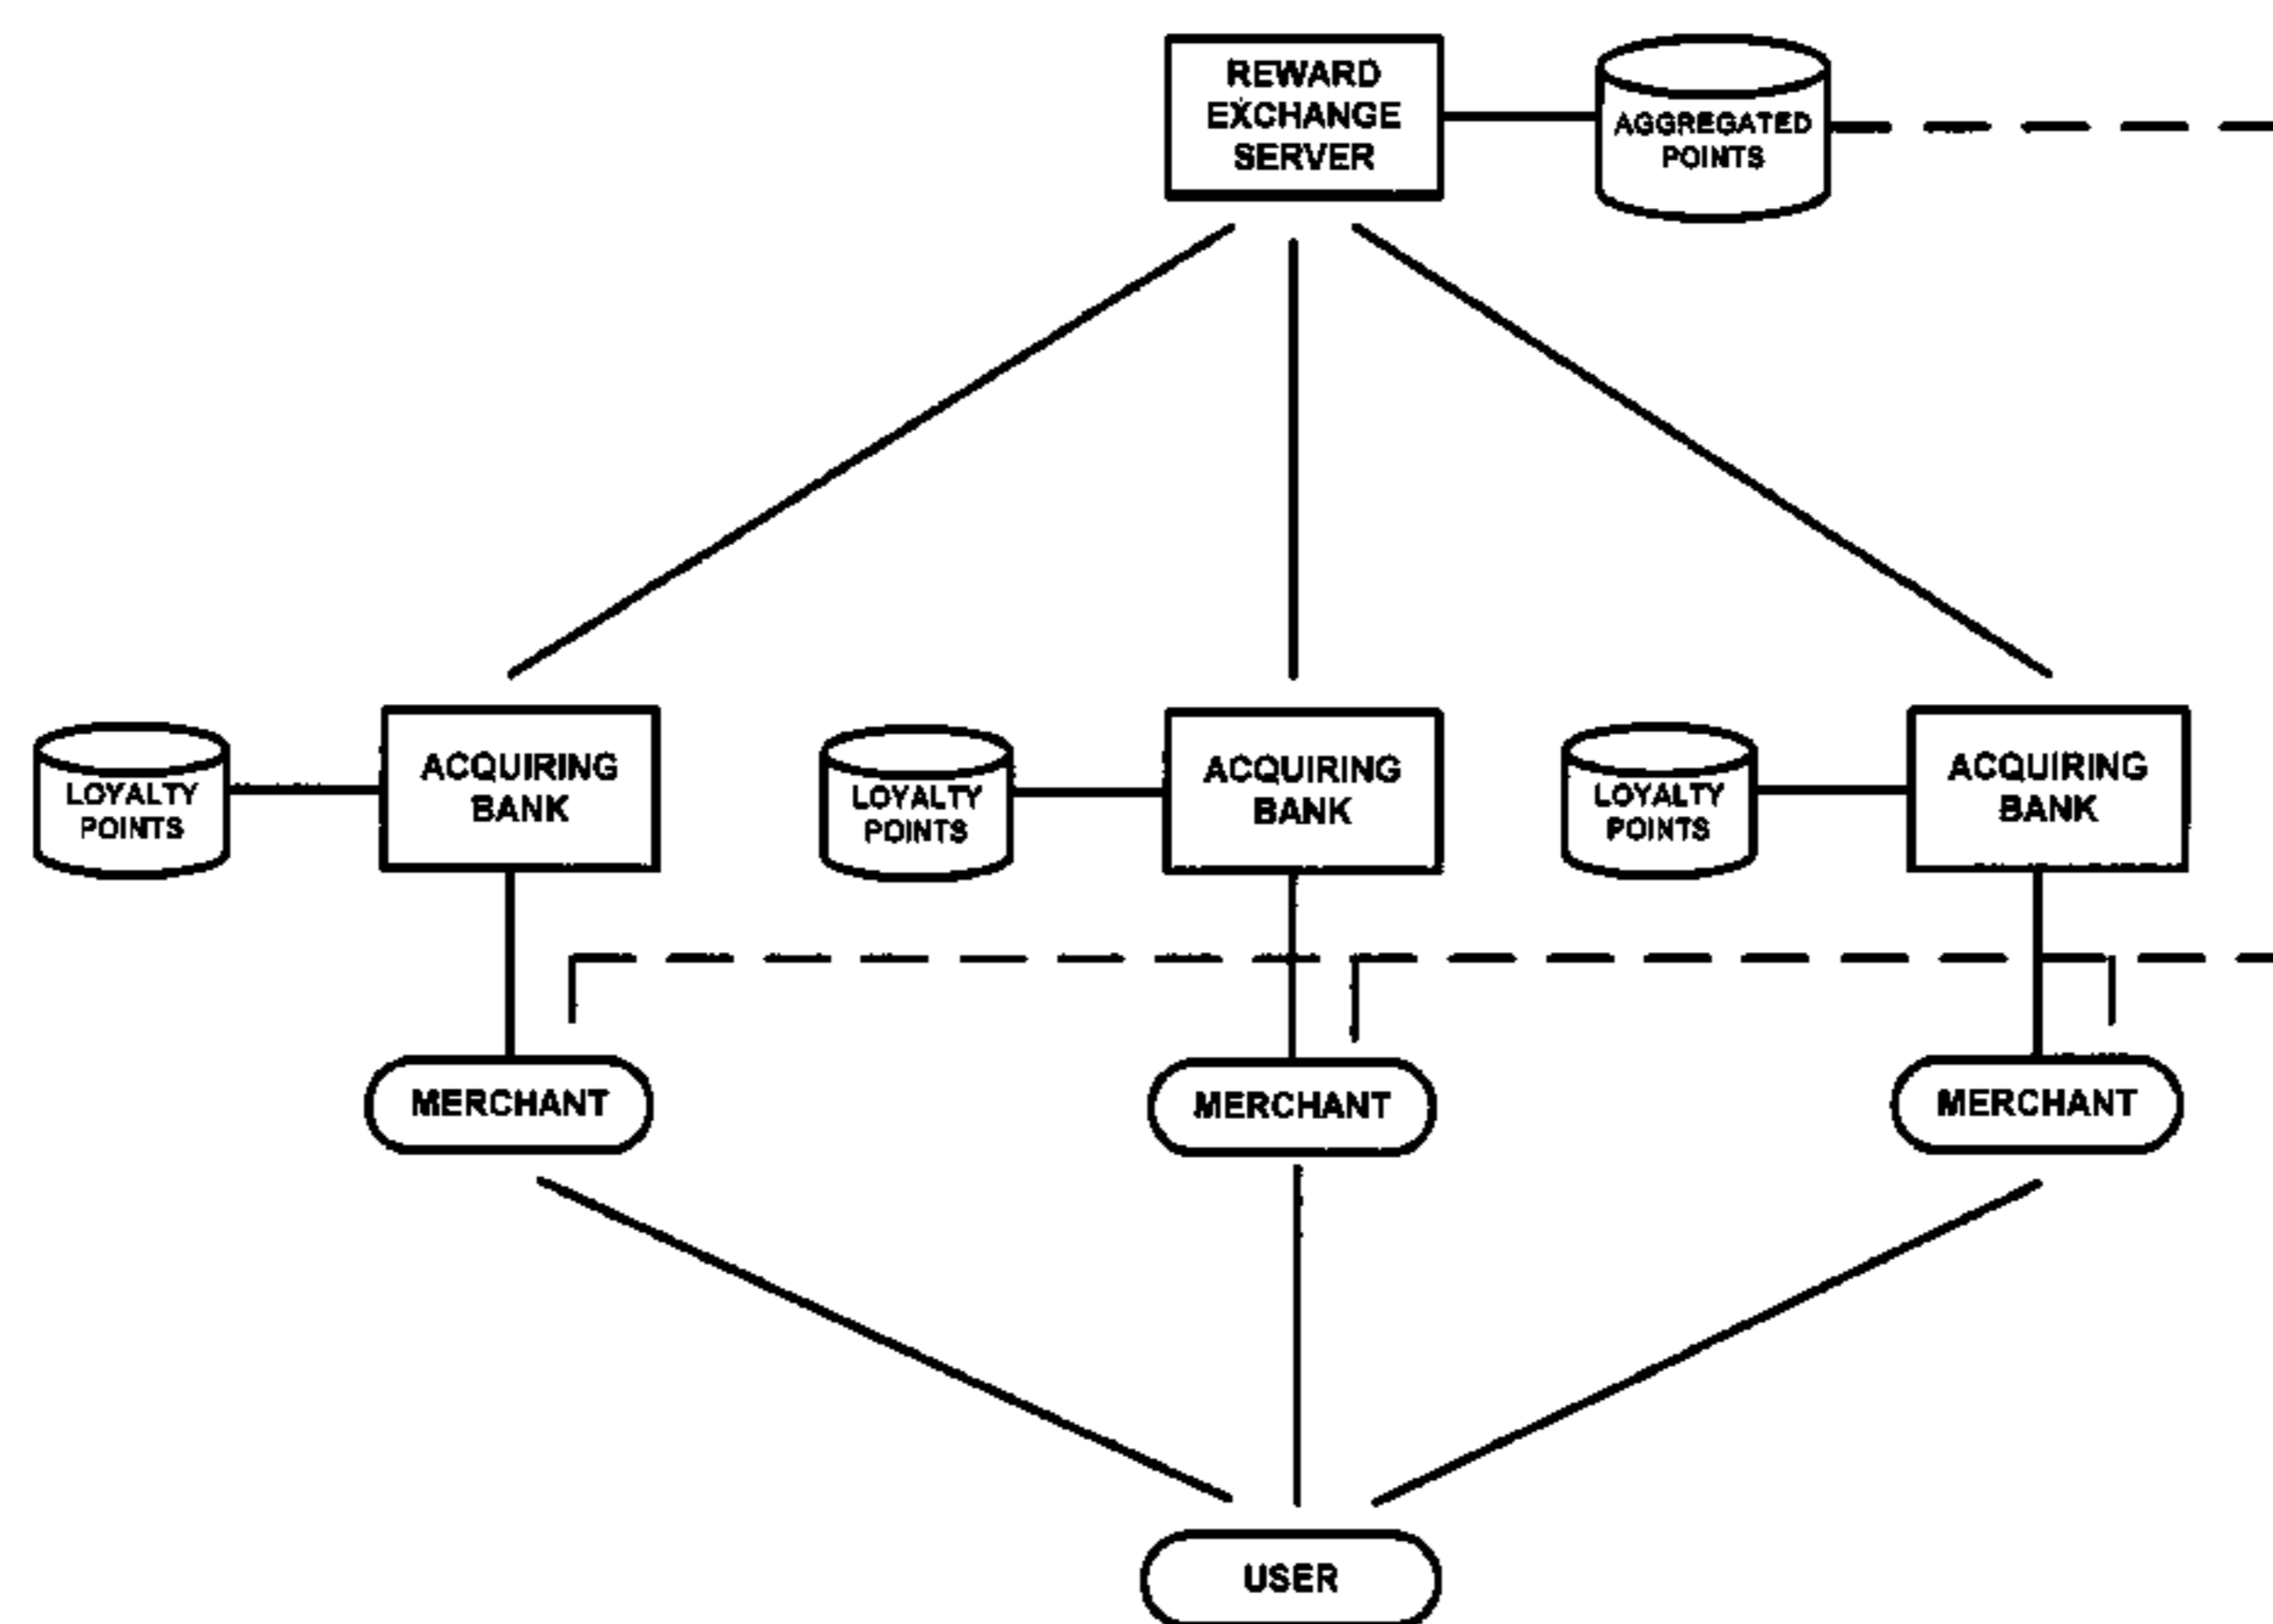 REWARD
EXCHANGE
SERVER
AGGREGATED
POINTS
LOYALTY
POINTS
ACQUIRING
BANK
LOYALTY
POINTS
ACQUIRING
BANK
LOYALTY
POINTS
ACQUIRING
BANK
MERCHANT
MERCHANT
MERCHANT
USER